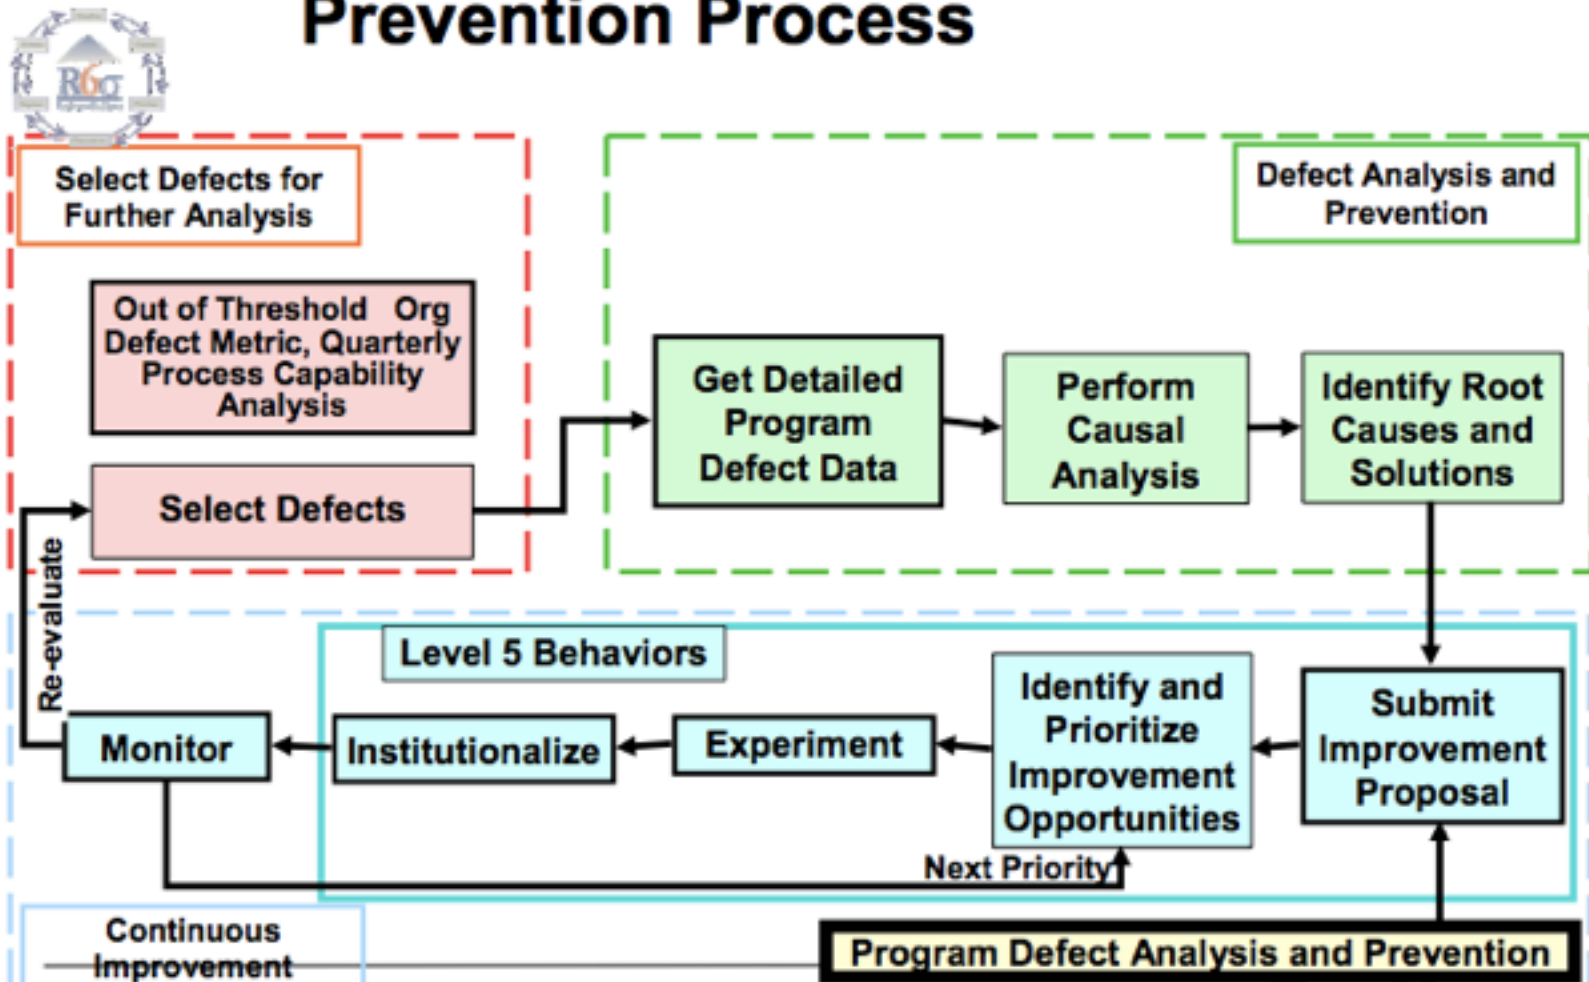 Prevention Process
R6σ
Select Defects for
Further Analysis
Defect Analysis and
Prevention
Out of Threshold Org
Defect Metric, Quarterly
Process Capability
Analysis
Get Detailed
Program
Defect Data
Perform
Causal
Analysis
Identify Root
Causes and
Solutions
Select Defects
Re-evaluate
Level 5 Behaviors
Monitor
Institutionalize
Experiment
Identify and
Prioritize
Improvement
Opportunities
Submit
Improvement
Proposal
Next Priority
Continuous
Improvement
Program Defect Analysis and Prevention